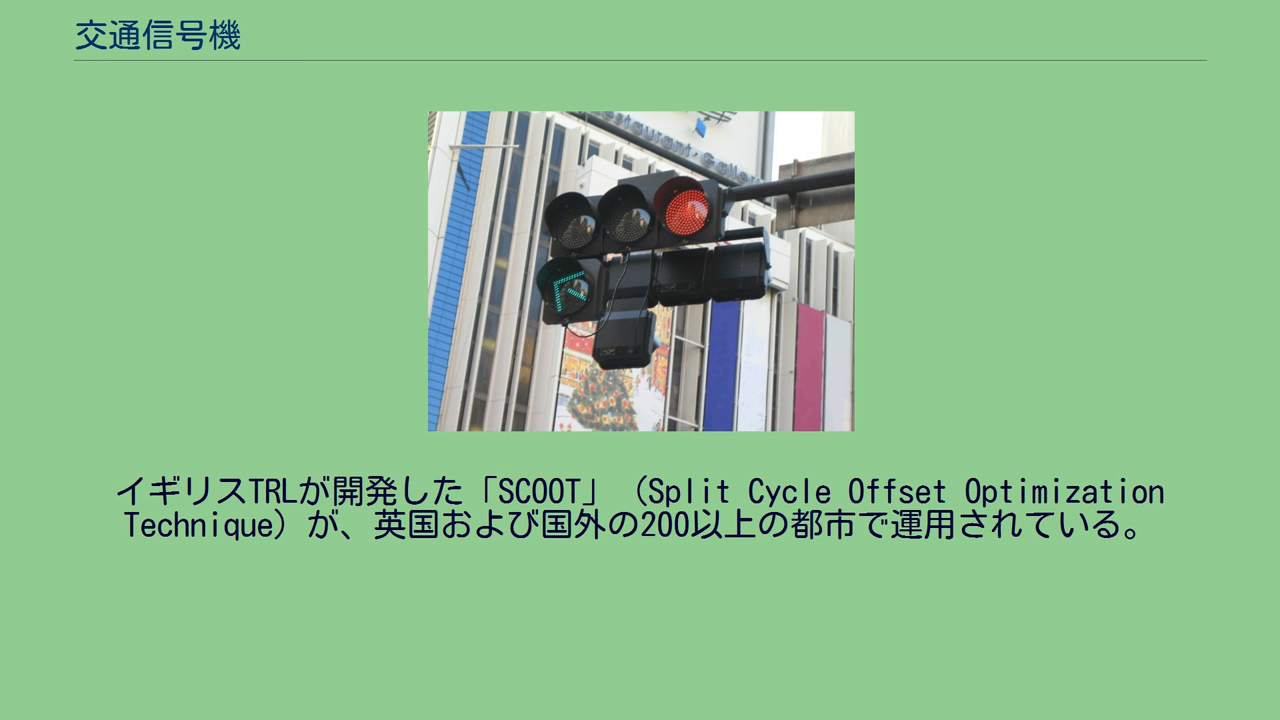 交通信号機
Restaurant・Gallery
イギリスTRLが開発した「SCOOT」（Split Cycle Offset Optimization
Technique）が、英国および国外の200以上の都市で運用されている。